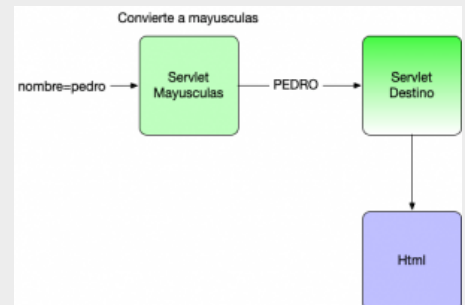 Convierte a mayusculas
nombre=pedro
Servlet
Mayusculas
PEDRO
Servlet
Destino
Html